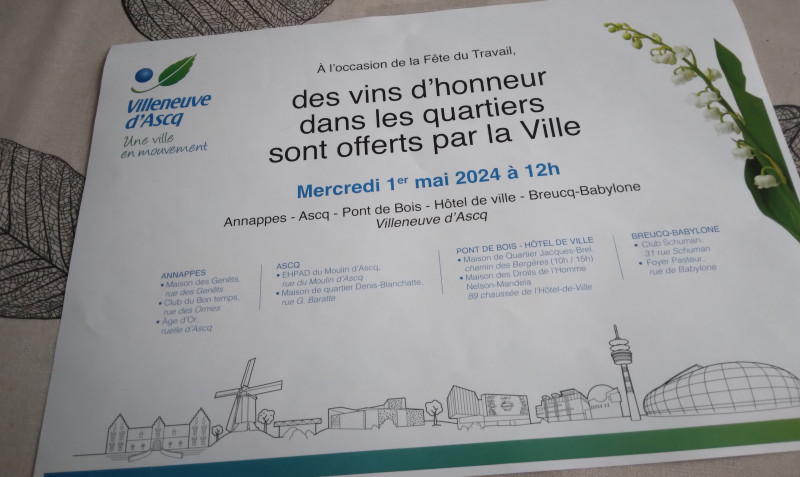 Villeneuve
d'Ascq
Une ville
en mouvement
À l'occasion de la Fête du Travail,
des vins d'honneur
dans les quartiers
sont offerts par la Ville
Mercredi 1er mai 2024 à 12h
Annappes - Ascq - Pont de Bois - Hôtel de ville - Breucq-Babylone
Villeneuve d'Ascq
ANNAPPES
• Maison des Genêts,
rue des Genêts
• Club du Bon temps,
rue des Ormes
• Âge d'Or,
ruelle d'Ascq
ASCQ
• EHPAD du Moulin d'Ascq,
rue du Moulin d'Ascq
• Maison de quartier Denis-Blanchatte,
rue G. Baratte
PONT DE BOIS - HÔTEL DE VILLE
• Maison de Quartier Jacques-Brel,
chemin des Bergères (10h / 15h)
• Maison des Droits de l'Homme
Nelson-Mandela
89 chaussée de l'Hôtel-de-Ville
BREUCQ-BABYLONE
• Club Schuman,
31 rue Schuman
• Foyer Pasteur,
rue de Babylone